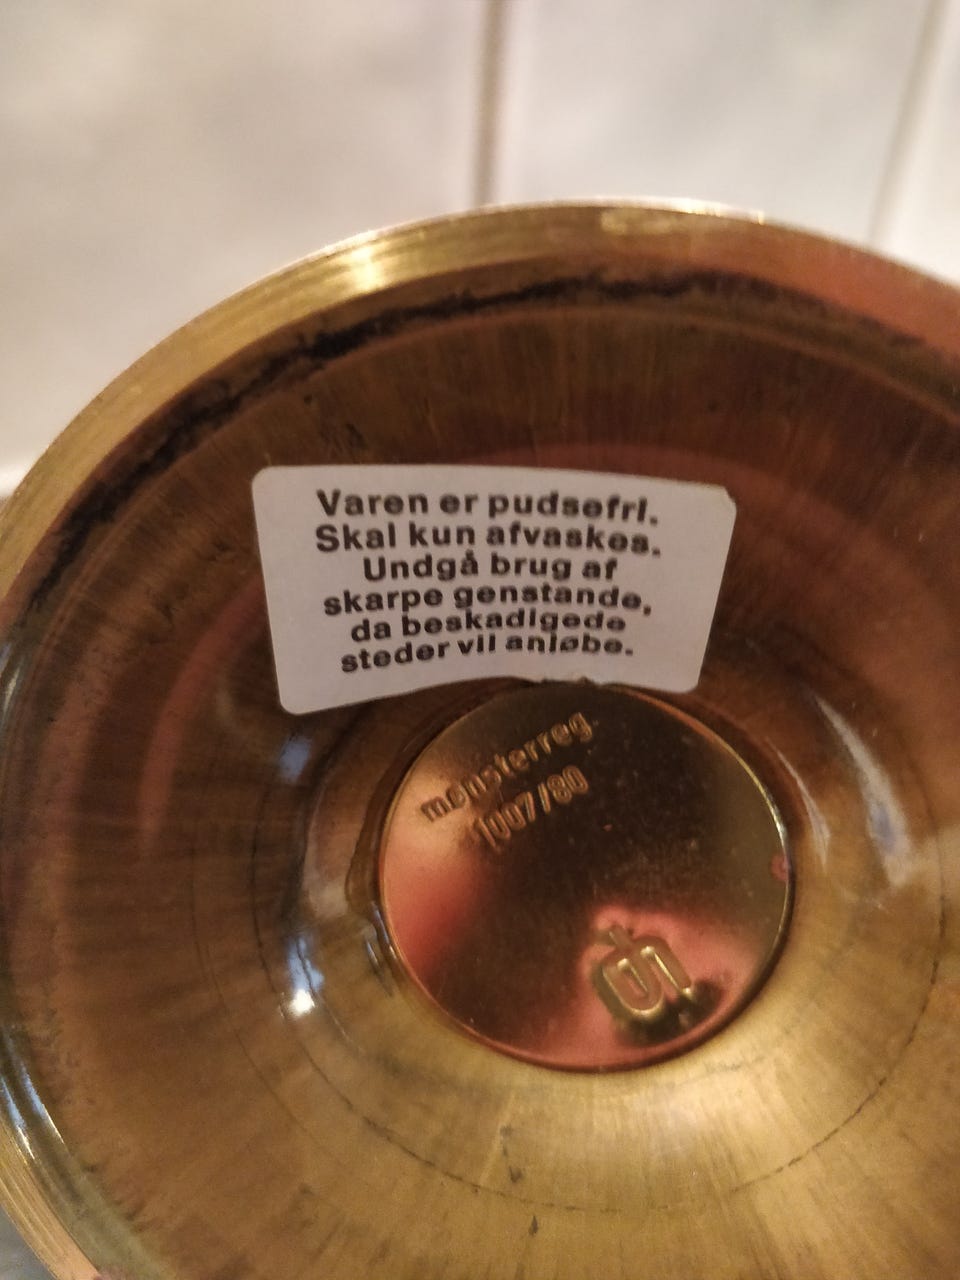 Varen er pudsefri.
Skal kun afvaskes.
Undgå brug af
skarpe genstande,
da beskadigede
steder vil anløbe.
mønsterreg.
1007/80